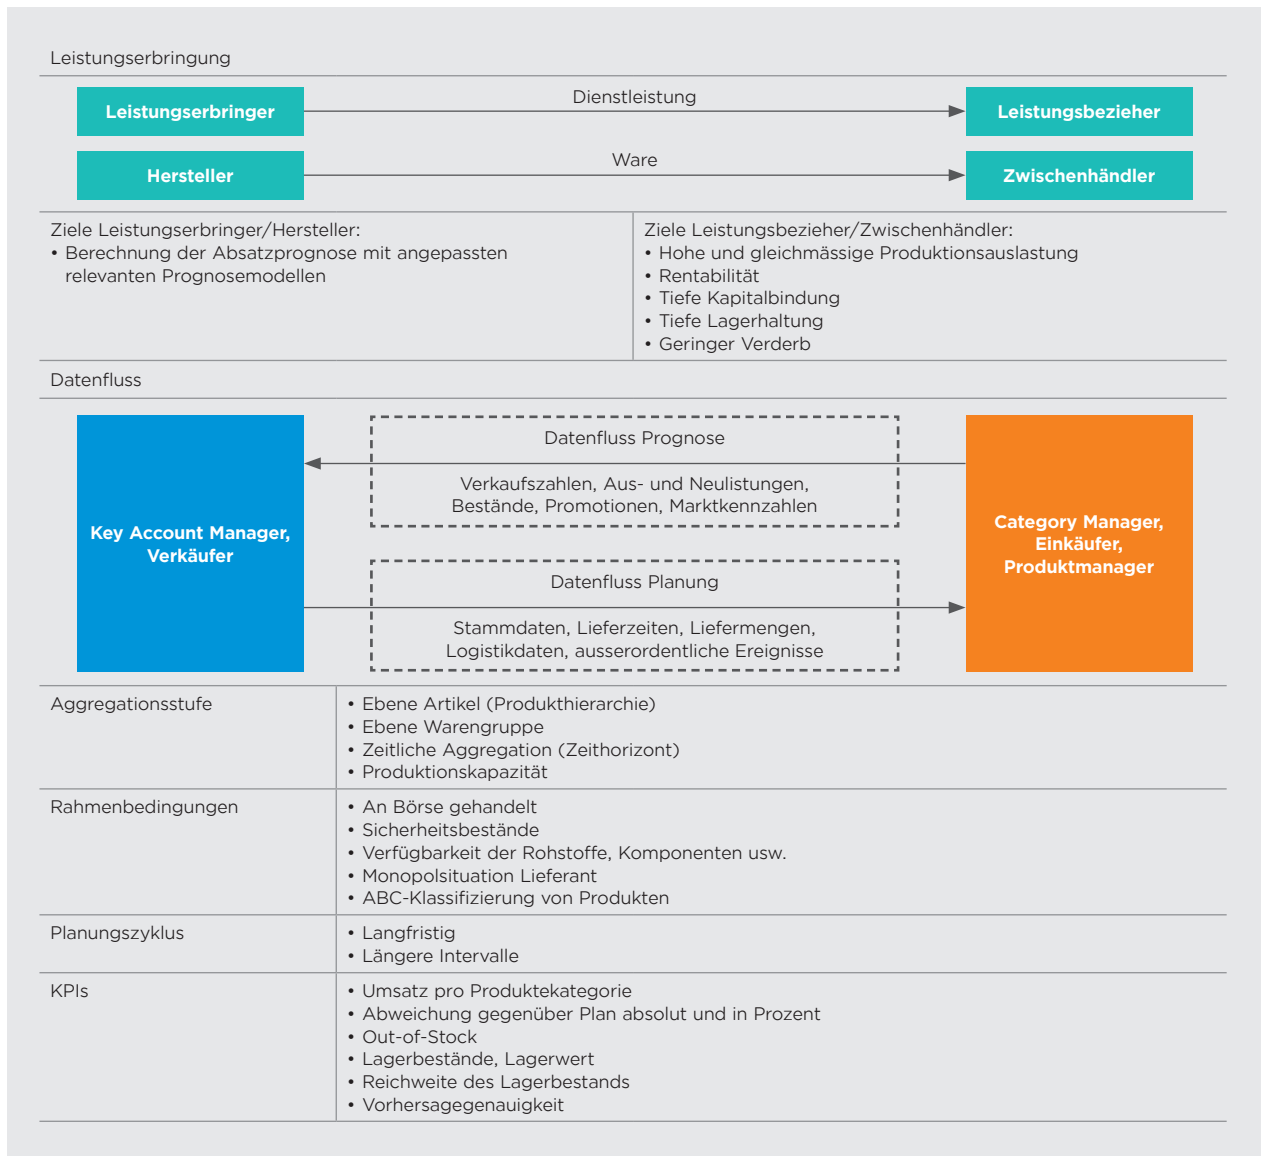 Leistungserbringung
Leistungserbringer
Dienstleistung
Leistungsbezieher
Hersteller
Ware
Zwischenhändler
Ziele Leistungserbringer/Hersteller:
• Berechnung der Absatzprognose mit angepassten
relevanten Prognosemodellen
Ziele Leistungsbezieher/Zwischenhändler:
• Hohe und gleichmässige Produktionsauslastung
• Rentabilität
• Tiefe Kapitalbindung
• Tiefe Lagerhaltung
• Geringer Verderb
Datenfluss
Key Account Manager,
Verkäufer
Datenfluss Prognose
Verkaufszahlen, Aus- und Neulistungen,
Bestände, Promotionen, Marktkennzahlen
Datenfluss Planung
Stammdaten, Lieferzeiten, Liefermengen,
Logistikdaten, ausserordentliche Ereignisse
Category Manager,
Einkäufer,
Produktmanager
Aggregationsstufe
• Ebene Artikel (Produkthierarchie)
• Ebene Warengruppe
• Zeitliche Aggregation (Zeithorizont)
• Produktionskapazität
Rahmenbedingungen
• An Börse gehandelt
• Sicherheitsbestände
• Verfügbarkeit der Rohstoffe, Komponenten usw.
• Monopolsituation Lieferant
• ABC-Klassifizierung von Produkten
Planungszyklus
• Langfristig
• Längere Intervalle
KPIs
• Umsatz pro Produktekategorie
• Abweichung gegenüber Plan absolut und in Prozent
• Out-of-Stock
• Lagerbestände, Lagerwert
• Reichweite des Lagerbestands
• Vorhersagegenauigkeit